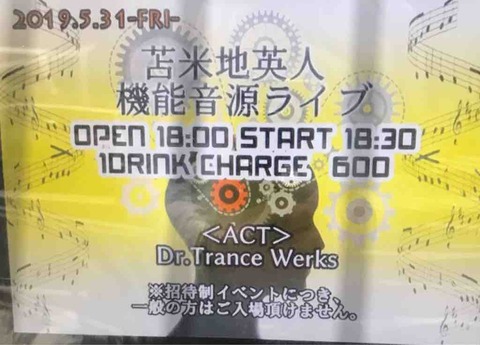 2019.5.31-FRI-
苫米地英人
機能音源ライブ
OPEN 18:00 START 18:30
1DRINK CHARGE 600
<ACT>
Dr.Trance Werks
※招待制イベントにつき、
一般の方はご入場頂けません。